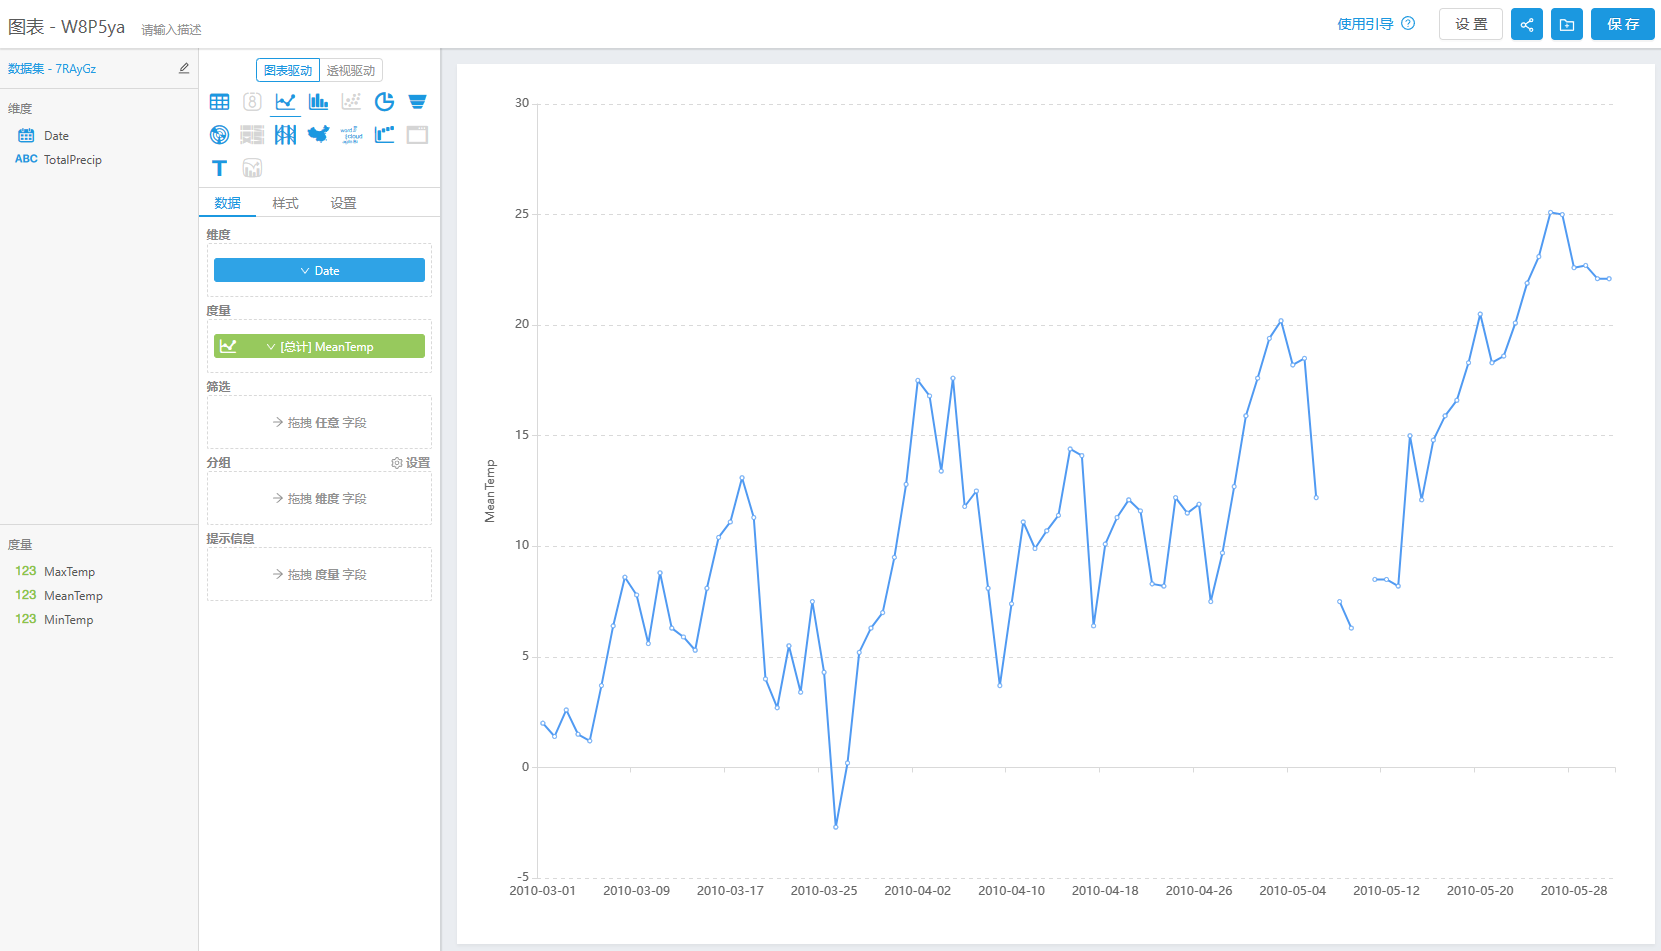 图表 - W8P5ya
请输入描述
使用引导
设 置
保 存
数据集 - 7RAyGz
维度
Date
ABC TotalPrecip
度量
123 MaxTemp
123 MeanTemp
123 MinTemp
图表驱动
透视驱动
8
word
cloud
T
数据
样式
设置
维度
Date
度量
[总计] MeanTemp
筛选
拖拽 任意 字段
分组
设置
拖拽 维度 字段
提示信息
拖拽 度量 字段
MeanTemp
30
25
20
15
10
5
0
-5
2010-03-01
2010-03-09
2010-03-17
2010-03-25
2010-04-02
2010-04-10
2010-04-18
2010-04-26
2010-05-04
2010-05-12
2010-05-20
2010-05-28